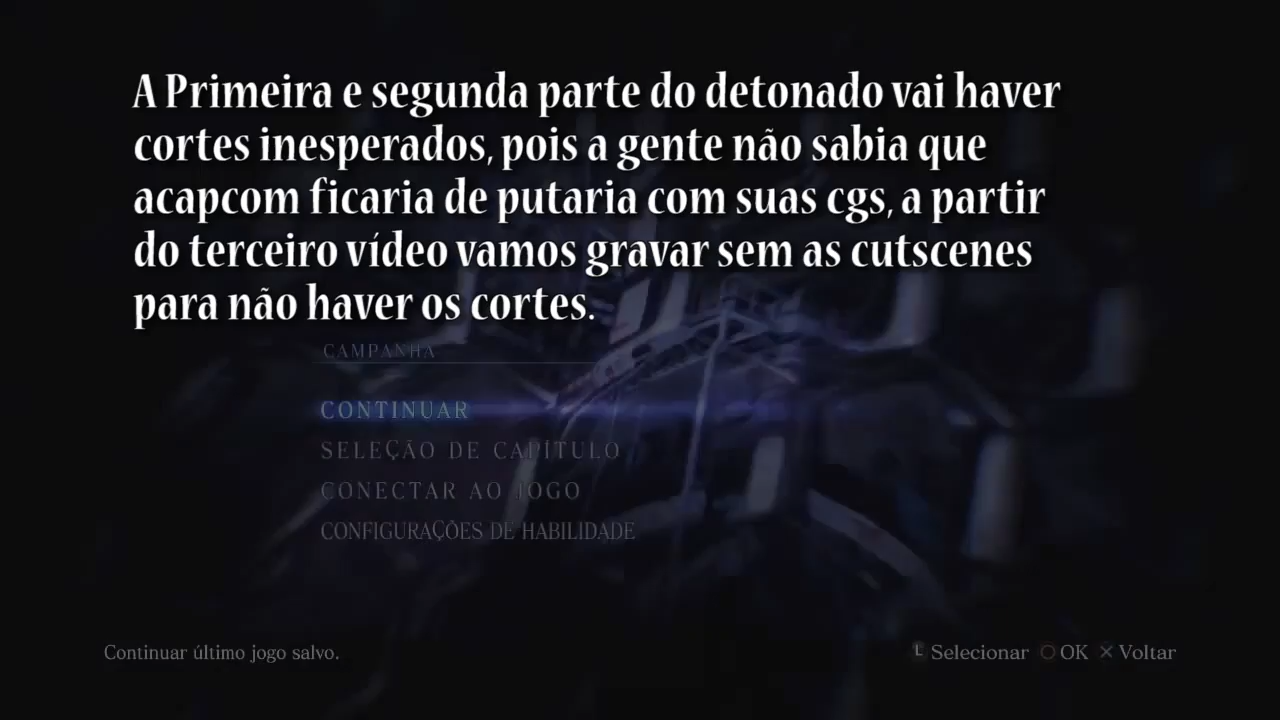 A Primeira e segunda parte do detonado vai haver
cortes inesperados, pois a gente não sabia que
acapcom ficaria de putaria com suas cgs, a partir
do terceiro vídeo vamos gravar sem as cutscenes
para não haver os cortes.
CAMPANHA
CONTINUAR
SELEÇÃO DE CAPÍTULO
CONECTAR AO JOGO
CONFIGURAÇÕES DE HABILIDADE
Continuar último jogo salvo.
L Selecionar OK Voltar